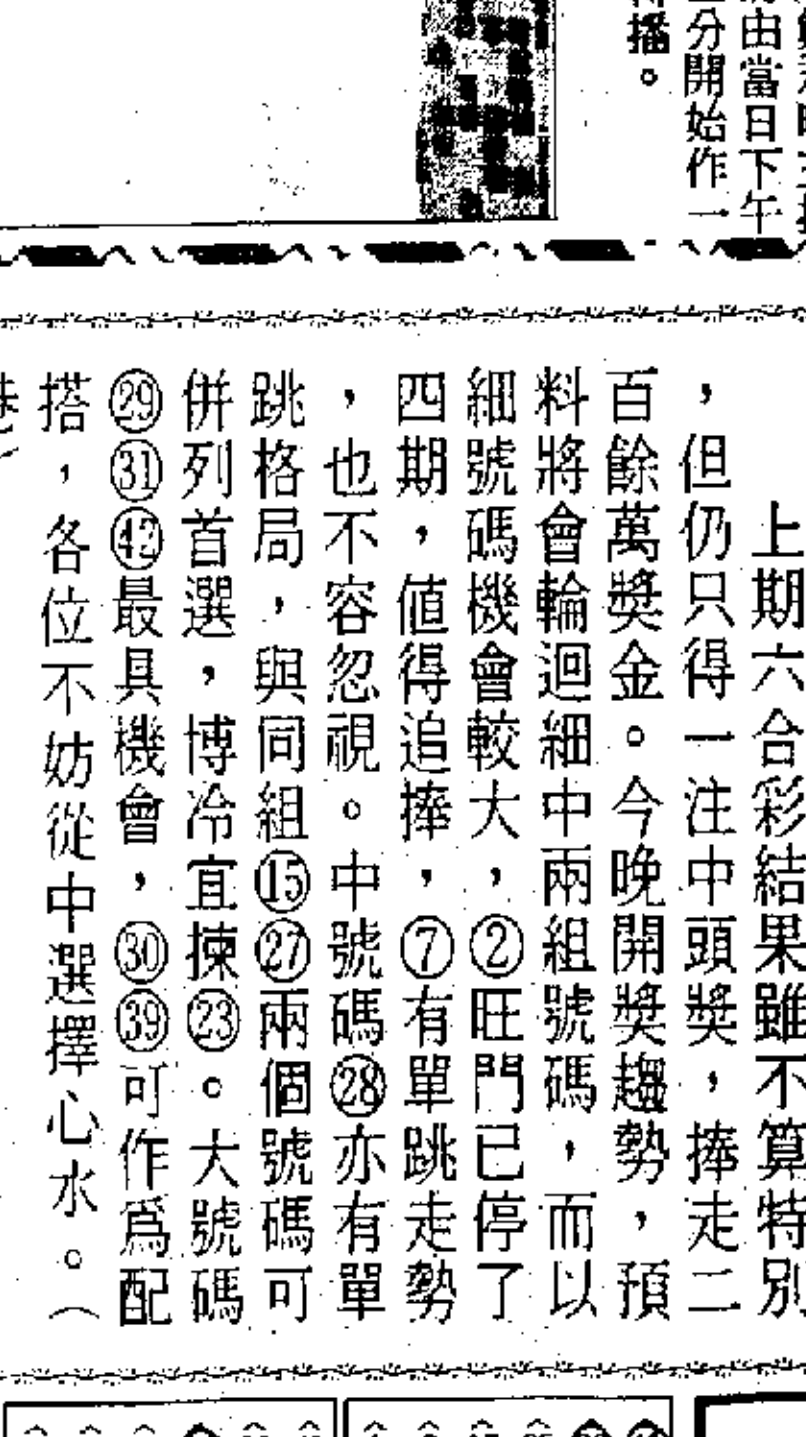 由當日下午
分開始作一
播。
上期六合彩結果雖不算特別
，但仍只得一注中頭奬，捧走二
百餘萬奬金。今晚開奬趨勢，預
料將會輪迴細中兩組號碼，而以
細號碼機會較大，②旺門已停了
四期，值得追捧，⑦有單跳走勢
，也不容忽視。中號碼㉘亦有單
跳格局，與同組⑮㉗兩個號碼可
併列首選，博冷宜揀㉓。大號碼
㉙㉛㊷最具機會，㉚㊴可作爲配
搭，各位不妨從中選擇心水。（